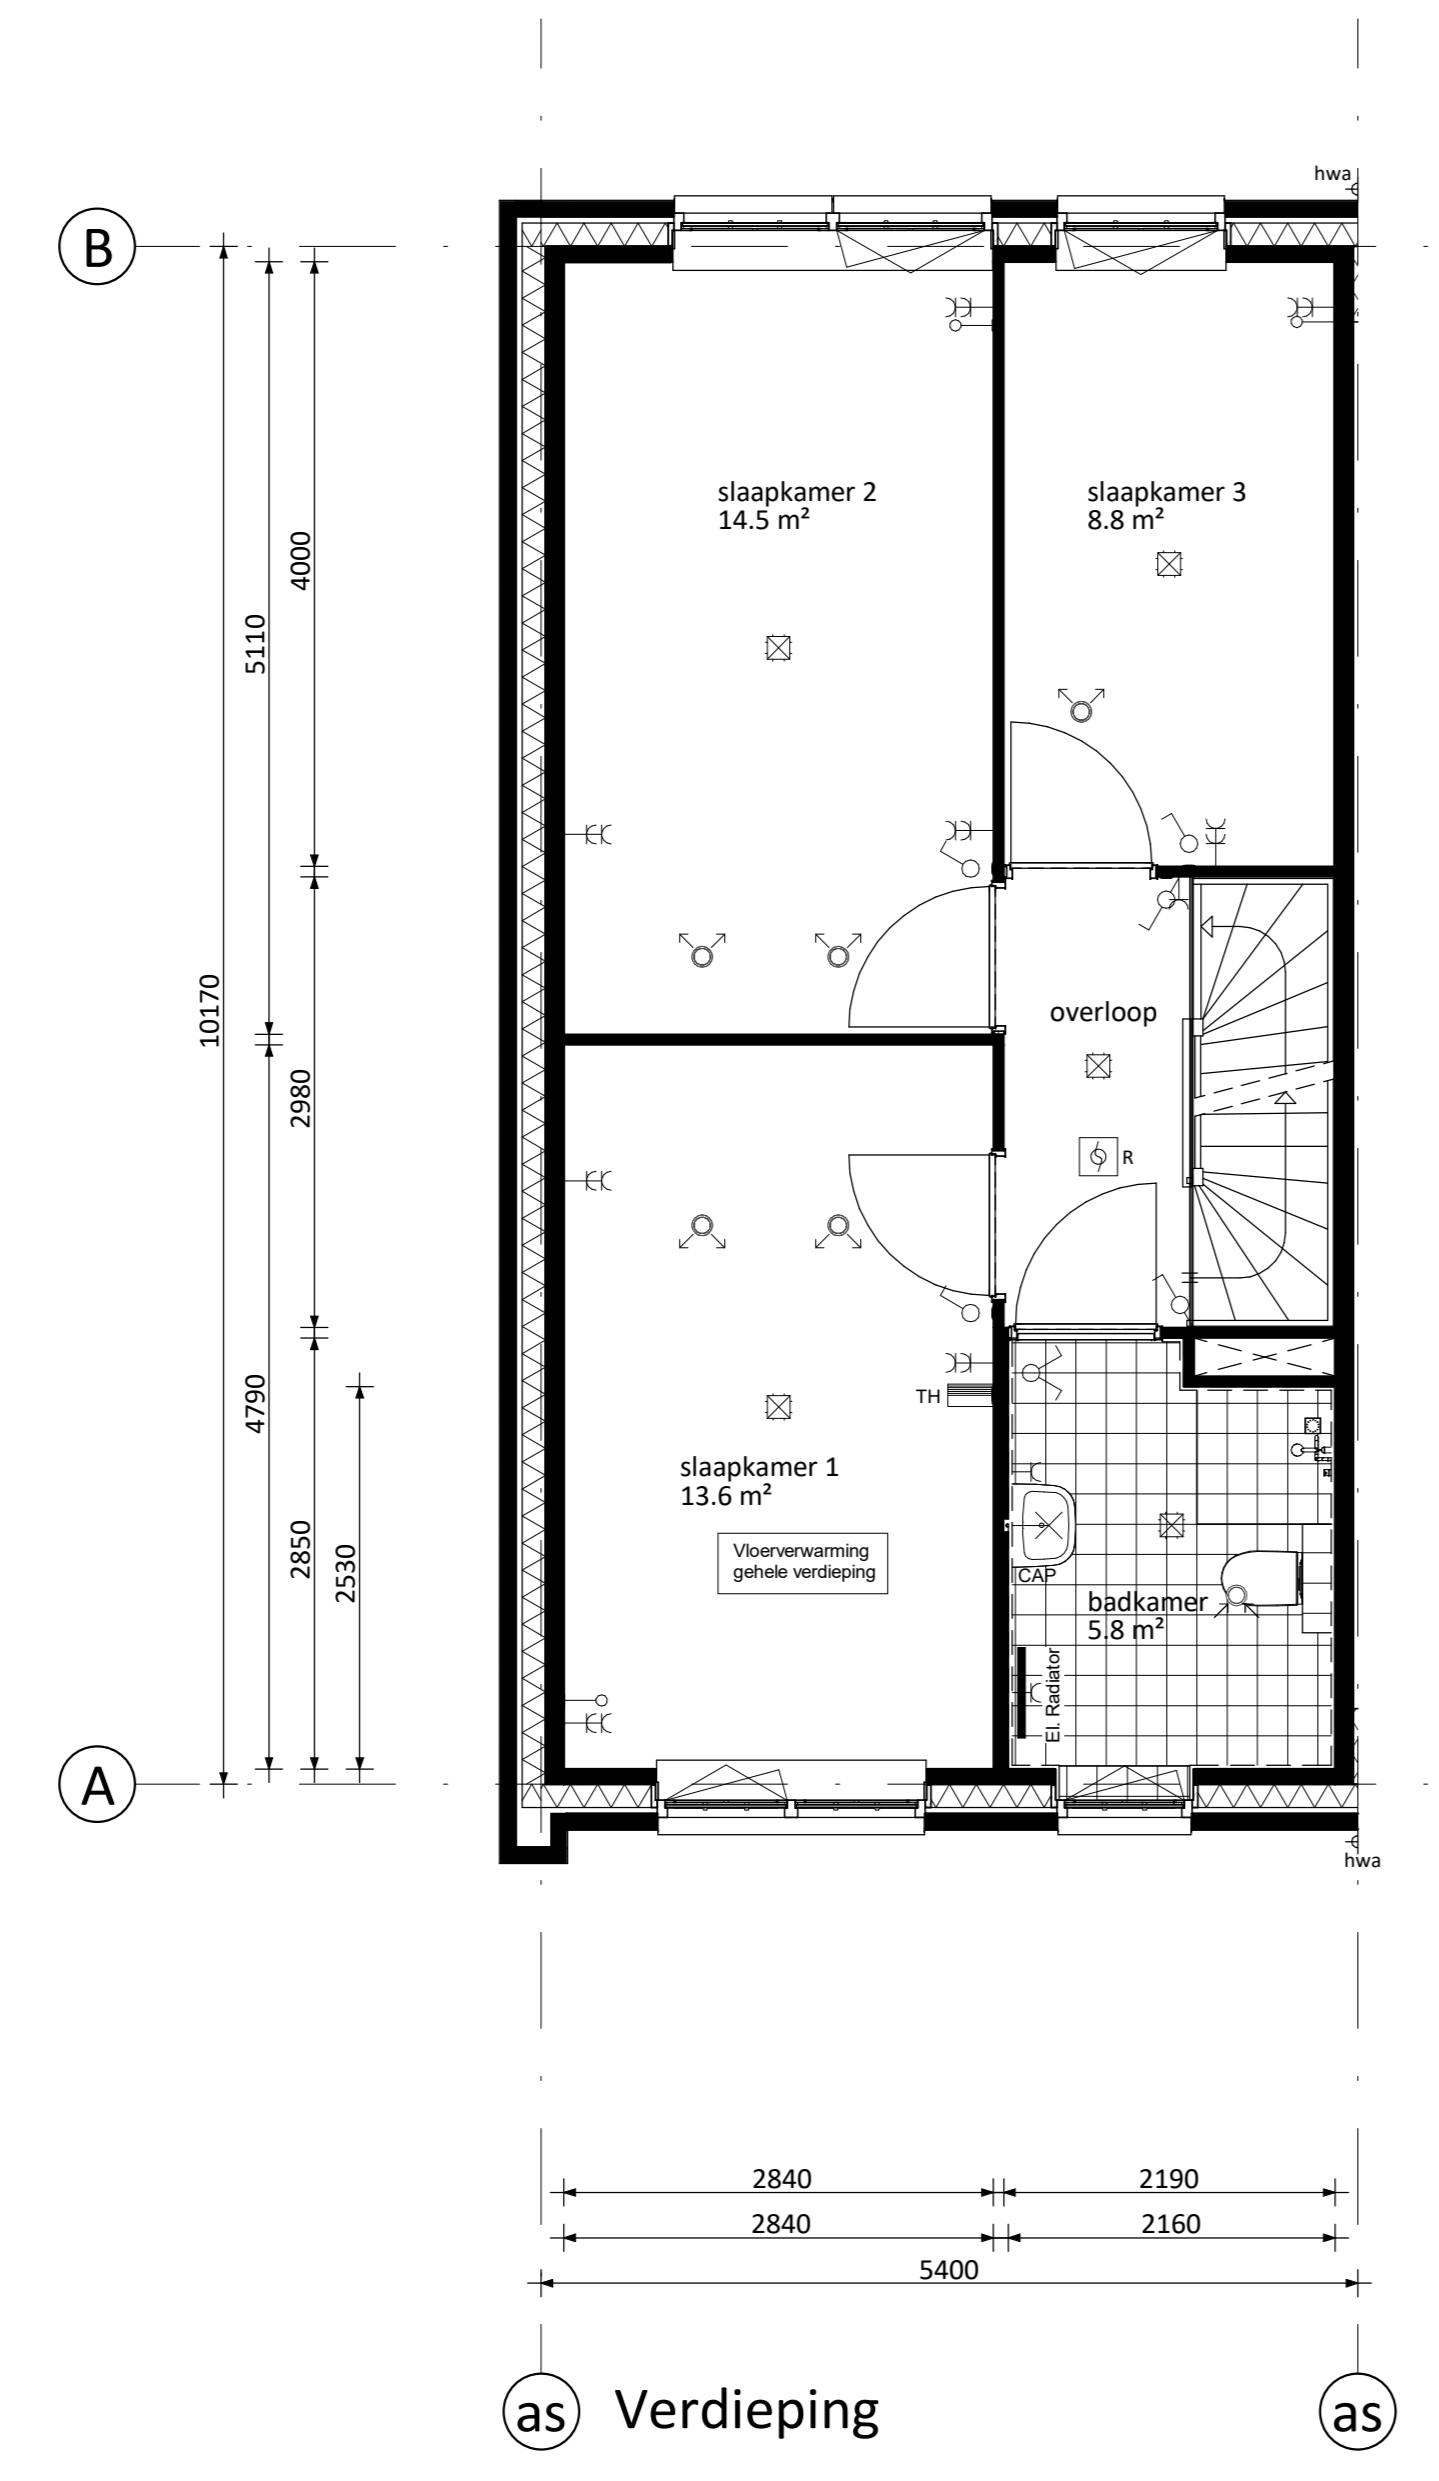 hwa
B
slaapkamer 2
14.5 m²
slaapkamer 3
8.8 m²
4000
5110
10170
overloop
2980
R
TH
4790
slaapkamer 1
13.6 m²
2850
2530
Vloerverwarming
gehele verdieping
CAP
badkamer
5.8 m²
El. Radiator
A
hwa
2840
2190
2840
2160
5400
as
Verdieping
as